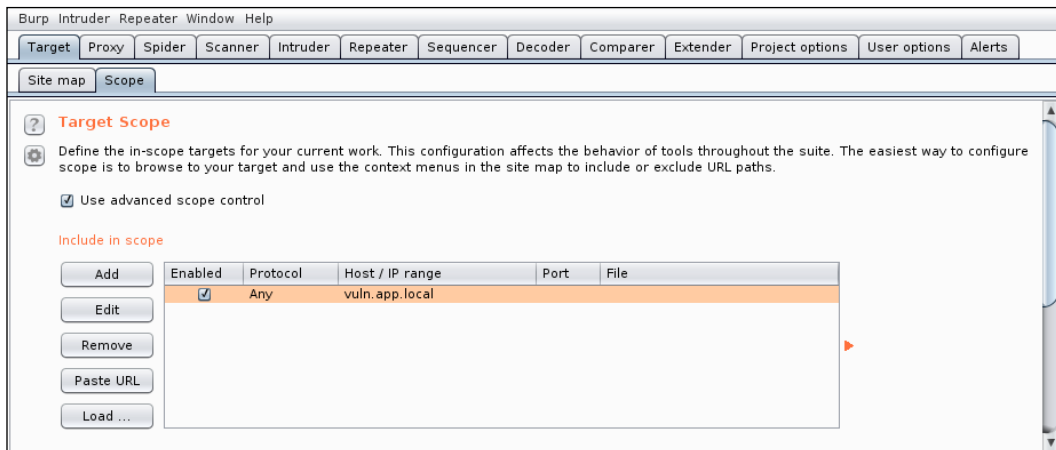 Burp Intruder Repeater Window Help
Target Proxy Spider Scanner Intruder Repeater Sequencer Decoder Comparer Extender Project options User options Alerts
Site map Scope
? Target Scope
Define the in-scope targets for your current work. This configuration affects the behavior of tools throughout the suite. The easiest way to configure
scope is to browse to your target and use the context menus in the site map to include or exclude URL paths.
Use advanced scope control
Include in scope
Add Enabled Protocol Host / IP range Port File
Any vuln.app.local
Edit
Remove
Paste URL
Load ...